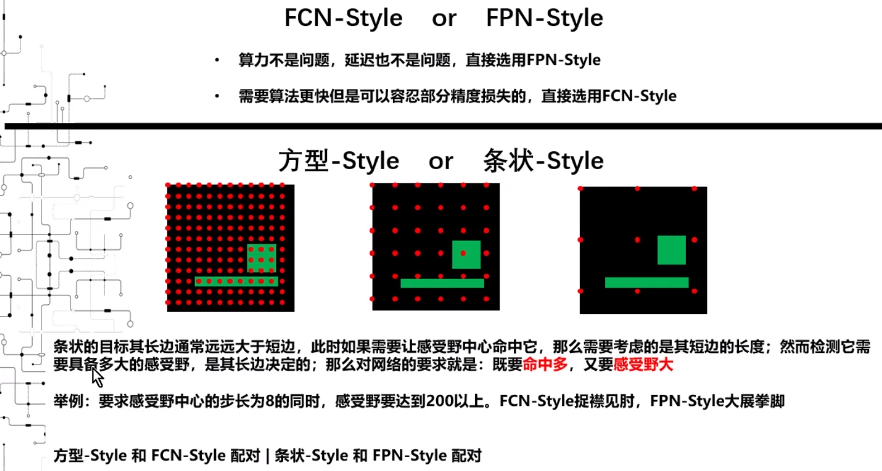 FCN-Style or FPN-Style
• 算力不是问题，延迟也不是问题，直接选用FPN-Style
• 需要算法更快但是可以容忍部分精度损失的，直接选用FCN-Style
方型-Style or 条状-Style
条状的目标其长边通常远远大于短边，此时如果需要让感受野中心命中它，那么需要考虑的是其短边的长度；然而检测它需
要具备多大的感受野，是其长边决定的；那么对网络的要求就是：既要命中多，又要感受野大
举例：要求感受野中心的步长为8的同时，感受野要达到200以上。FCN-Style捉襟见肘，FPN-Style大展拳脚
方型-Style 和 FCN-Style 配对 | 条状-Style 和 FPN-Style 配对